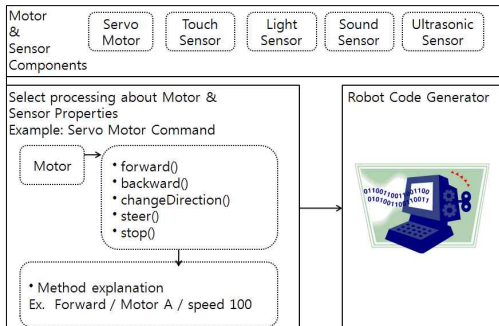 Motor
&
Sensor
Components
Servo
Motor
Touch
Sensor
Light
Sensor
Sound
Sensor
Ultrasonic
Sensor
Select processing about Motor &
Sensor Properties
Example: Servo Motor Command
Motor
• forward()
• backward()
• changeDirection()
• steer()
• stop()
• Method explanation
Ex. Forward / Motor A / speed 100
Robot Code Generator
0110011001100
010100110110011